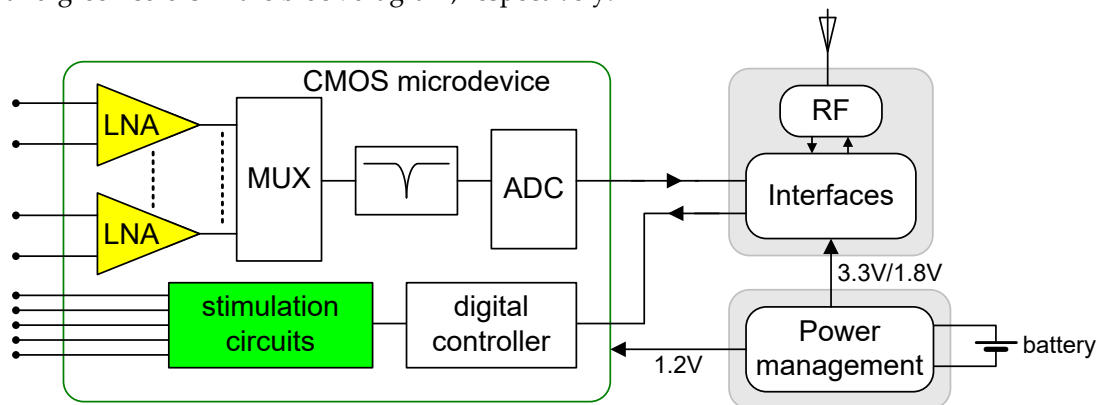 CMOS microdevice
LNA
LNA
MUX
ADC
RF
Interfaces
3.3V/1.8V
stimulation
circuits
digital
controller
1.2V
Power
management
battery